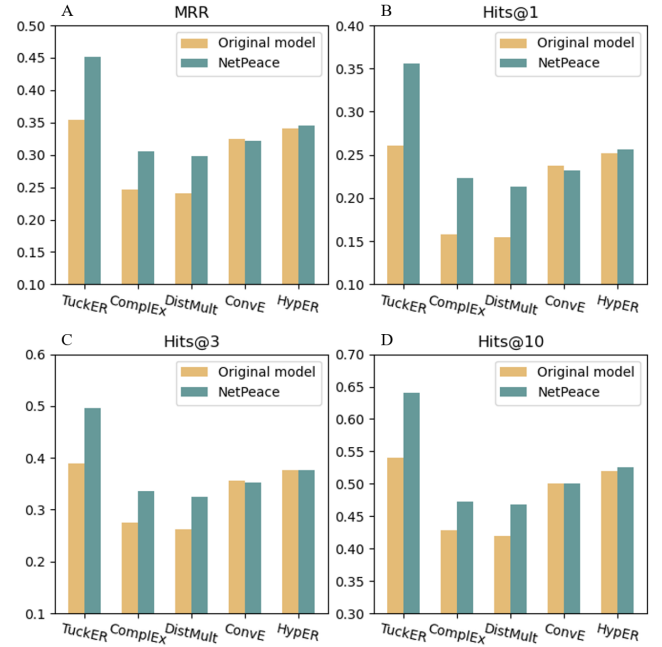 A MRR
0.50
0.45
0.40
0.35
0.30
0.25
0.20
0.15
0.10
Original model
NetPeace
TuckER ComplEx DistMult ConvE HypER
B Hits@1
0.40
0.35
0.30
0.25
0.20
0.15
0.10
Original model
NetPeace
TuckER ComplEx DistMult ConvE HypER
C Hits@3
0.6
0.5
0.4
0.3
0.2
0.1
Original model
NetPeace
TuckER ComplEx DistMult ConvE HypER
D Hits@10
0.70
0.65
0.60
0.55
0.50
0.45
0.40
0.35
0.30
Original model
NetPeace
TuckER ComplEx DistMult ConvE HypER